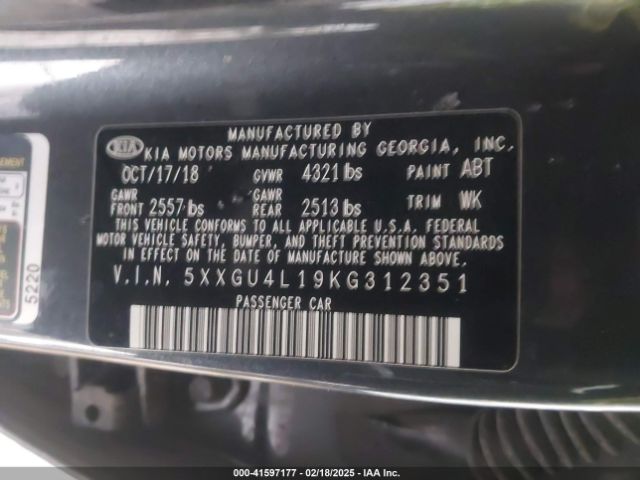 MANUFACTURED BY
KIA KIA MOTORS MANUFACTURING GEORGIA, INC.
OCT/17/18 GVWR 4321 lbs PAINT ABT
GAWR FRONT 2557 lbs GAWR REAR 2513 lbs TRIM WK
THIS VEHICLE CONFORMS TO ALL APPLICABLE U.S.A. FEDERAL
MOTOR VEHICLE SAFETY, BUMPER, AND THEFT PREVENTION STANDARDS
IN EFFECT ON THE DATE OF MANUFACTURE SHOWN ABOVE.
V.I.N. 5XXGU4L19KG312351
PASSENGER CAR
5220
000-41597177 - 02/18/2025 - IAA Inc.